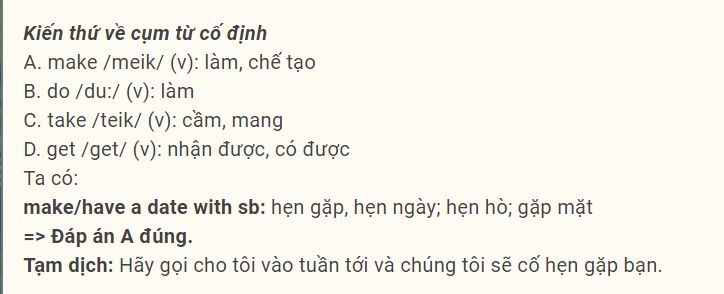 Kiến thứ về cụm từ cố định
A. make /meik/ (v): làm, chế tạo
B. do /du:/ (v): làm
C. take /teik/ (v): cầm, mang
D. get /get/ (v): nhận được, có được
Ta có:
make/have a date with sb: hẹn gặp, hẹn ngày; hẹn hò; gặp mặt
=> Đáp án A đúng.
Tạm dịch: Hãy gọi cho tôi vào tuần tới và chúng tôi sẽ cố hẹn gặp bạn.